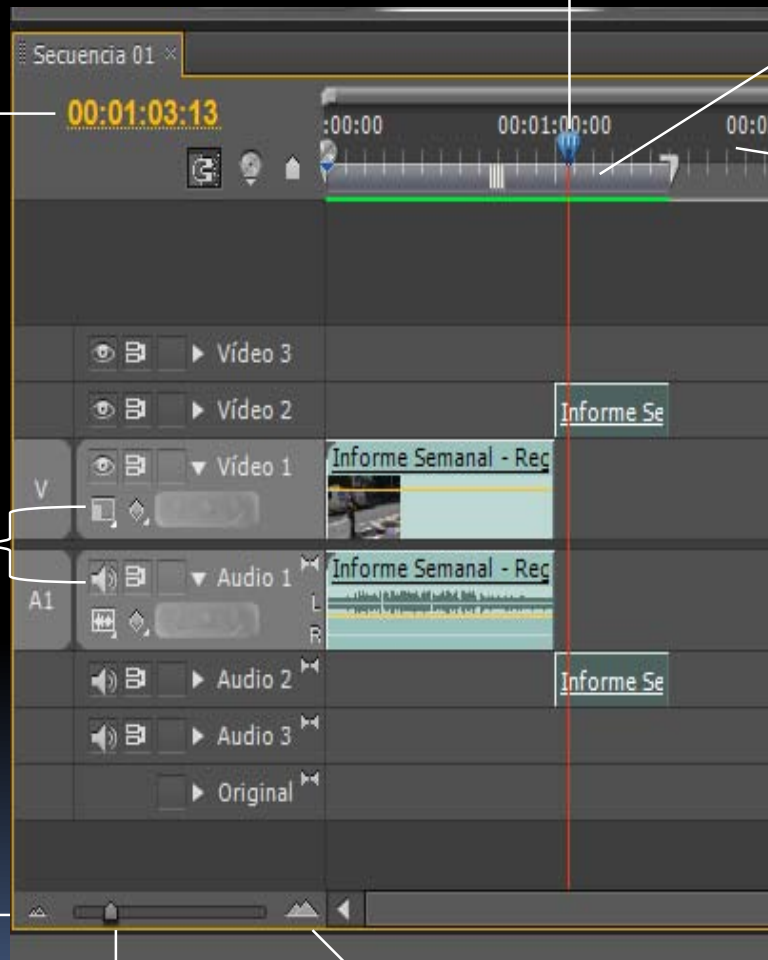 Secuencia 01 ×
00:01:03:13
:00:00 00:01:00:00 00:0
Vídeo 3
Vídeo 2
Informe Se
V
Vídeo 1
Informe Semanal - Rec
A1
Audio 1
L
R
Informe Semanal - Rec
Audio 2
Informe Se
Audio 3
Original